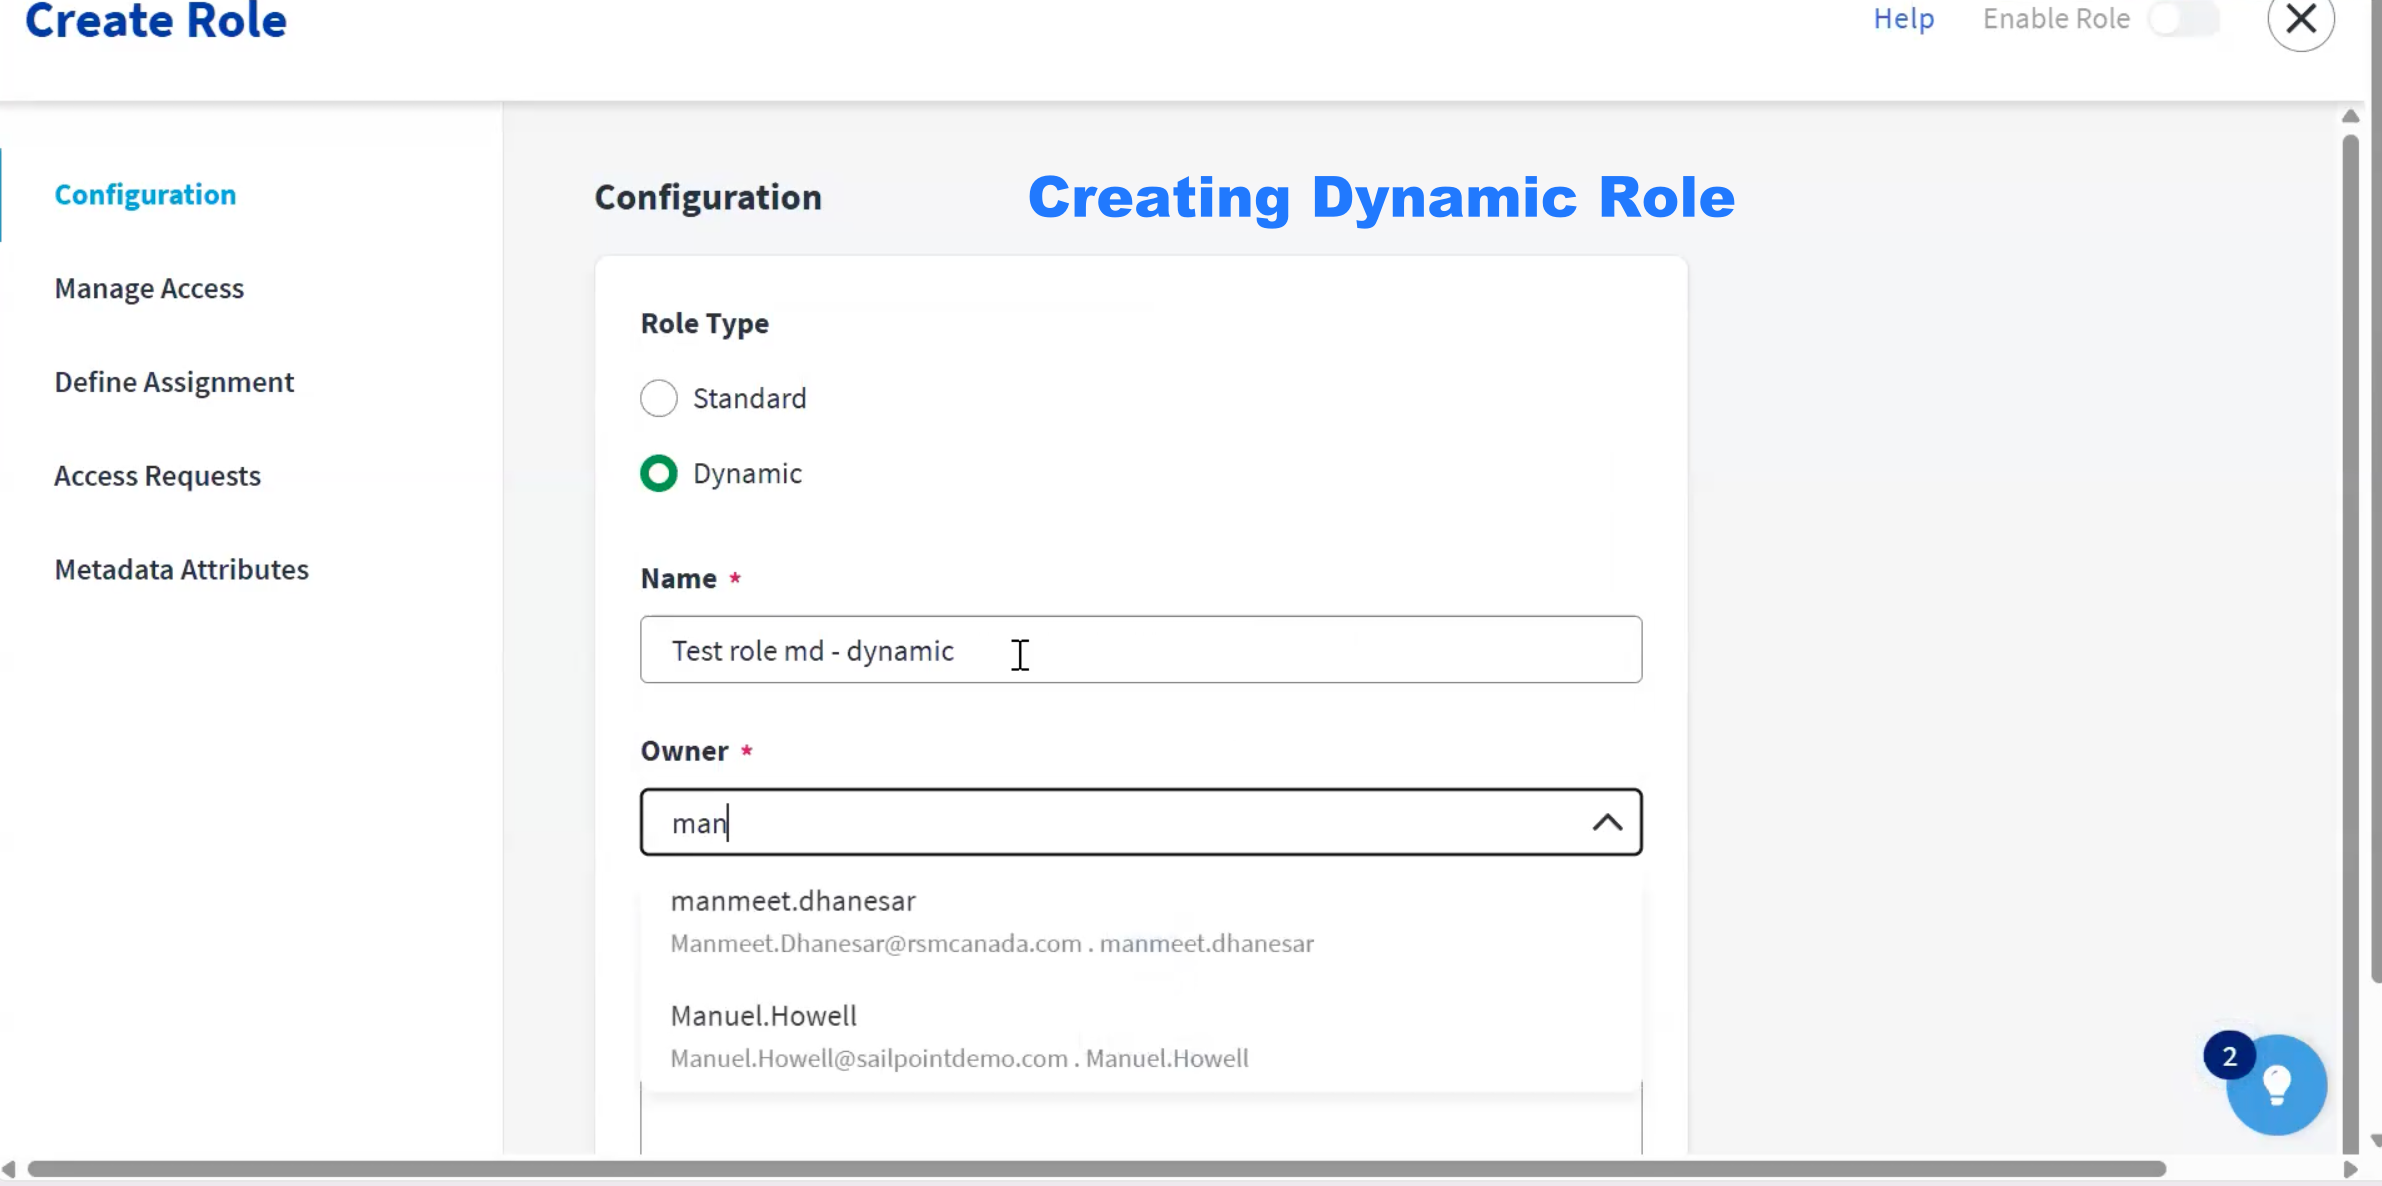 Create Role
Help
Enable Role
Configuration
Manage Access
Define Assignment
Access Requests
Metadata Attributes
Configuration
Creating Dynamic Role
Role Type
Standard
Dynamic
Name *
Test role md - dynamic
Owner *
man
manmeet.dhanesar
Manmeet.Dhanesar@rsmcanada.com . manmeet.dhanesar
Manuel.Howell
Manuel.Howell@sailpointdemo.com . Manuel.Howell
2